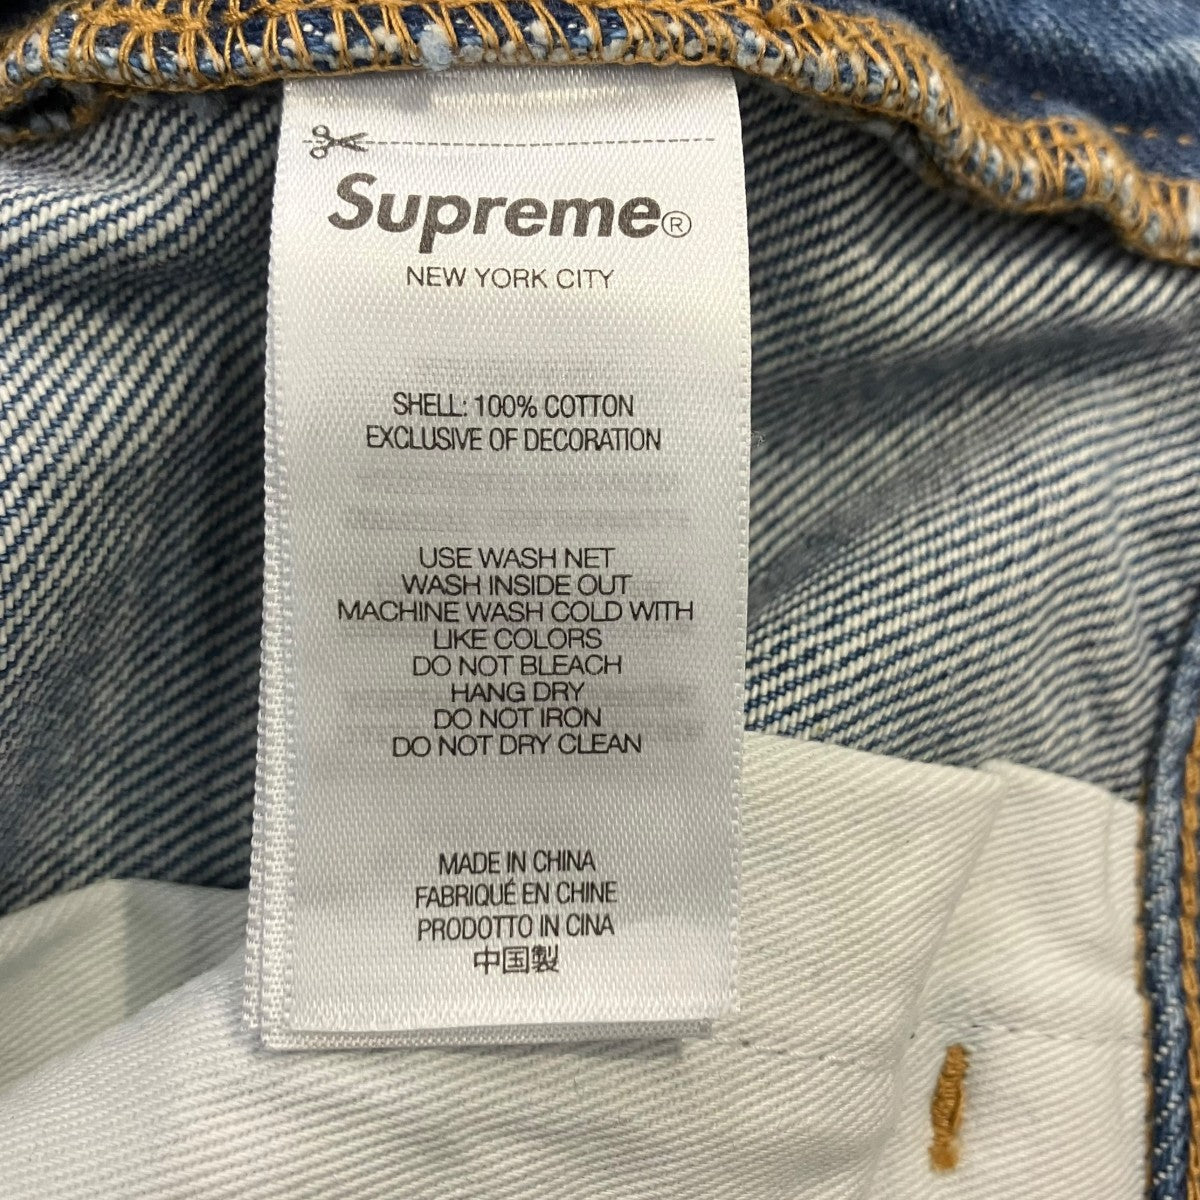 Supreme®
NEW YORK CITY
SHELL: 100% COTTON
EXCLUSIVE OF DECORATION
USE WASH NET
WASH INSIDE OUT
MACHINE WASH COLD WITH
LIKE COLORS
DO NOT BLEACH
HANG DRY
DO NOT IRON
DO NOT DRY CLEAN
MADE IN CHINA
FABRIQUÉ EN CHINE
PRODOTTO IN CINA
中国製